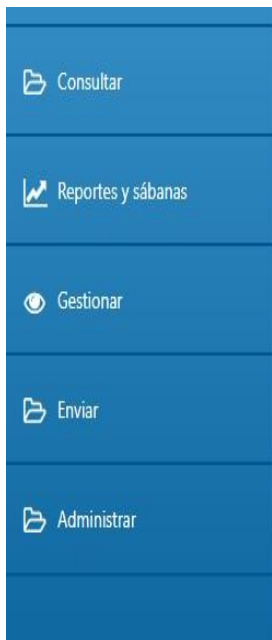 Consultar
Reportes y sábanas
Gestionar
Enviar
Administrar